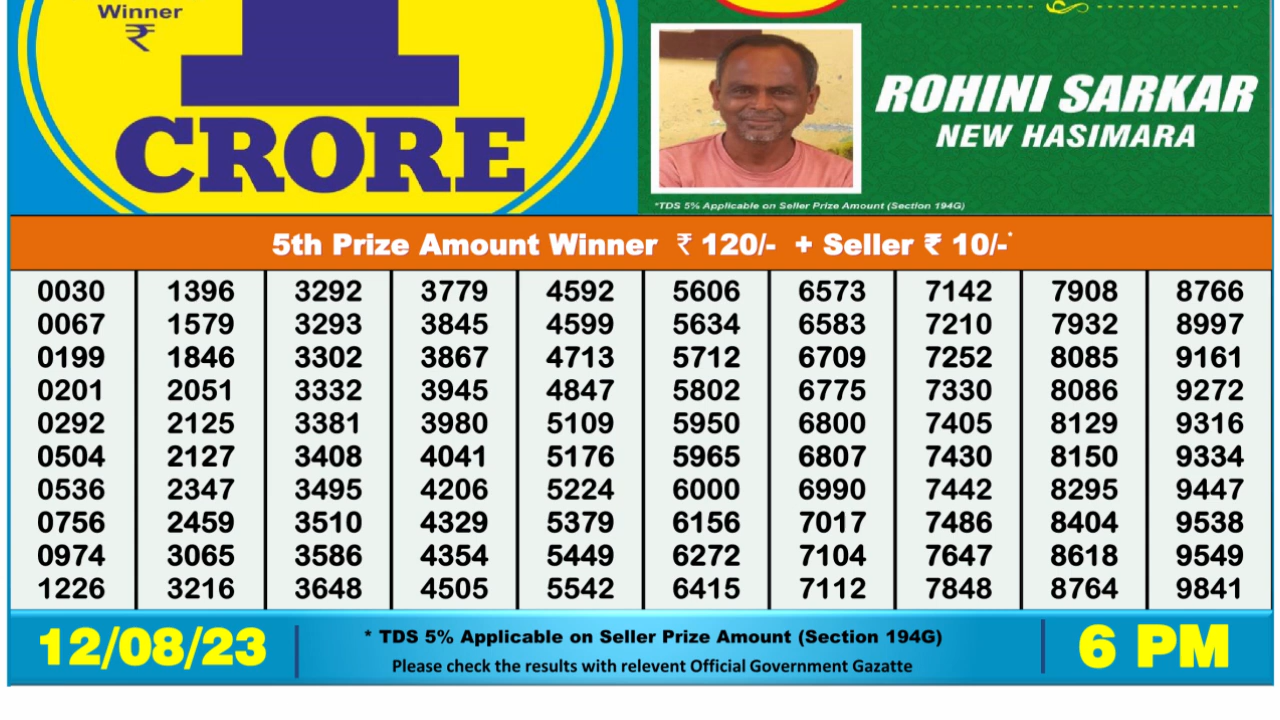 Winner
₹
1
CRORE
ROHINI SARKAR
NEW HASIMARA
*TDS 5% Applicable on Seller Prize Amount (Section 194G)
5th Prize Amount Winner ₹ 120/- + Seller ₹ 10/-*
0030 1396 3292 3779 4592 5606 6573 7142 7908 8766
0067 1579 3293 3845 4599 5634 6583 7210 7932 8997
0199 1846 3302 3867 4713 5712 6709 7252 8085 9161
0201 2051 3332 3945 4847 5802 6775 7330 8086 9272
0292 2125 3381 3980 5109 5950 6800 7405 8129 9316
0504 2127 3408 4041 5176 5965 6807 7430 8150 9334
0536 2347 3495 4206 5224 6000 6990 7442 8295 9447
0756 2459 3510 4329 5379 6156 7017 7486 8404 9538
0974 3065 3586 4354 5449 6272 7104 7647 8618 9549
1226 3216 3648 4505 5542 6415 7112 7848 8764 9841
12/08/23
* TDS 5% Applicable on Seller Prize Amount (Section 194G)
Please check the results with relevent Official Government Gazatte
6 PM